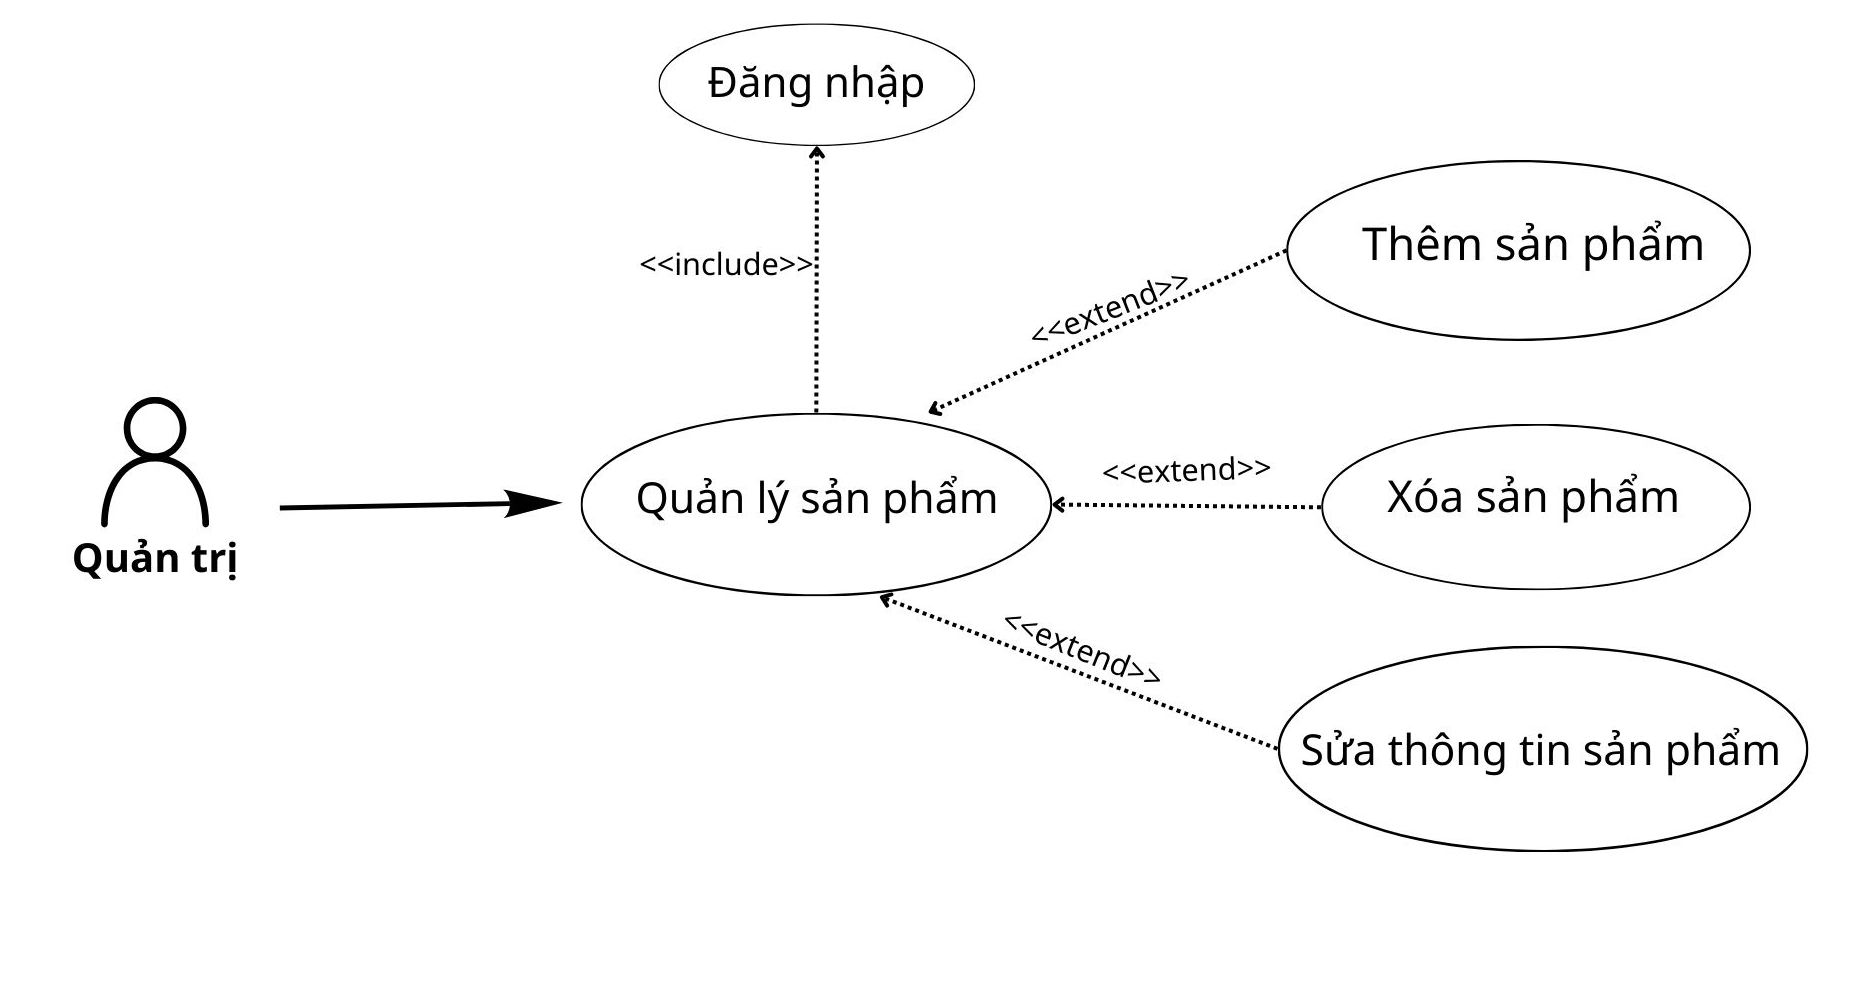 Đăng nhập
<<include>>
Thêm sản phẩm
<<extend>>
Quản trị
Quản lý sản phẩm
<<extend>>
Xóa sản phẩm
<<extend>>
Sửa thông tin sản phẩm